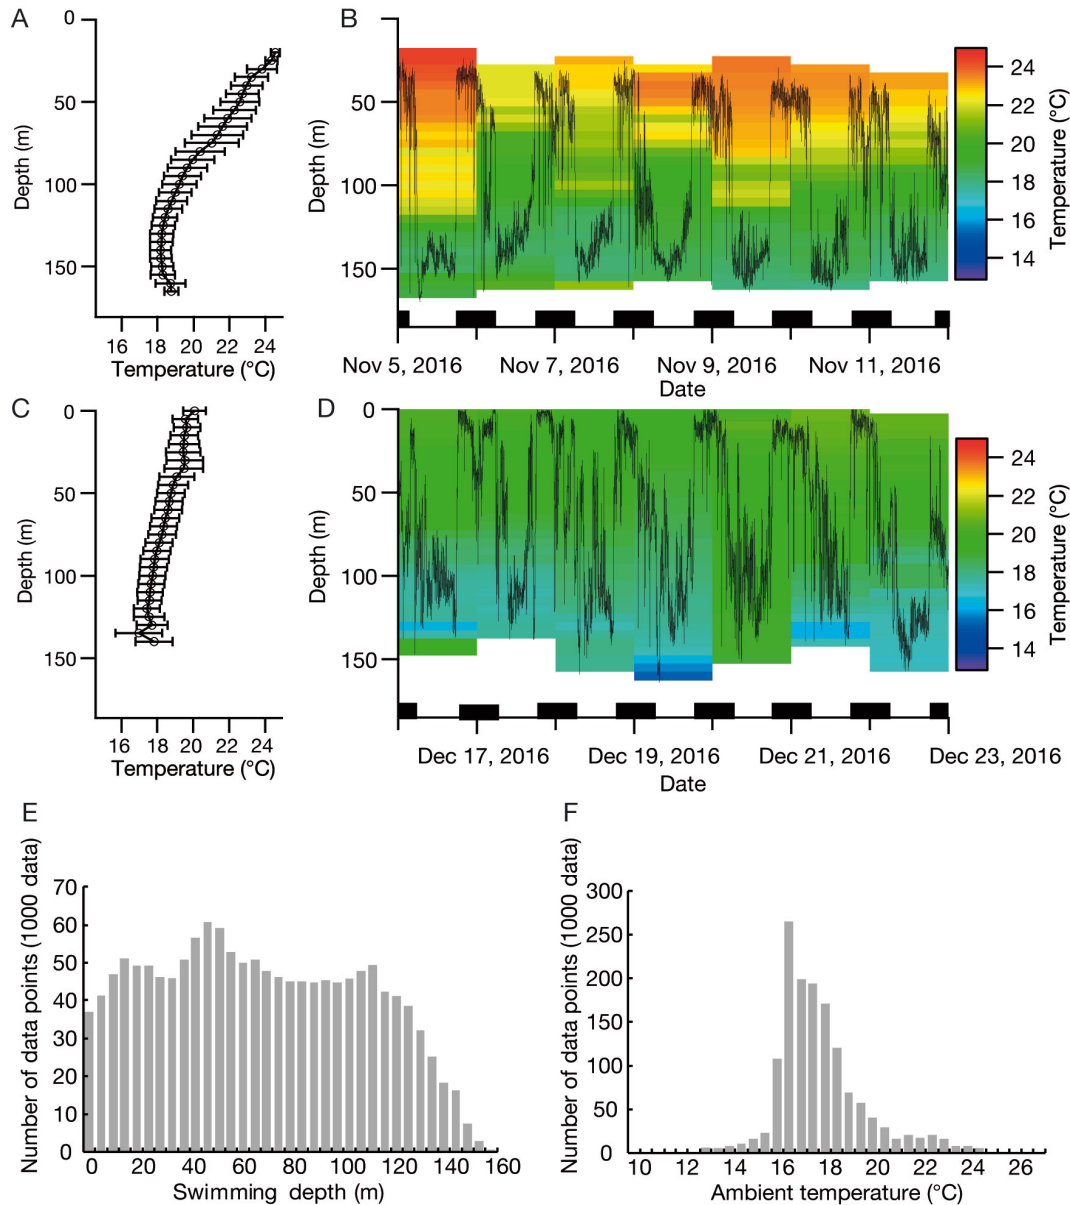 A
0
50
100
150
Depth (m)
16 18 20 22 24
Temperature (°C)
B
50
100
150
Depth (m)
Nov 5, 2016 Nov 7, 2016 Nov 9, 2016 Nov 11, 2016
Date
24
22
20
18
16
14
Temperature (°C)
C
0
50
100
150
Depth (m)
16 18 20 22 24
Temperature (°C)
D
0
50
100
150
Depth (m)
Dec 17, 2016 Dec 19, 2016 Dec 21, 2016 Dec 23, 2016
Date
24
22
20
18
16
14
Temperature (°C)
E
70
60
50
40
30
20
10
0
Number of data points (1000 data)
0 20 40 60 80 100 120 140 160
Swimming depth (m)
F
300
250
200
150
100
50
0
Number of data points (1000 data)
10 12 14 16 18 20 22 24 26
Ambient temperature (°C)